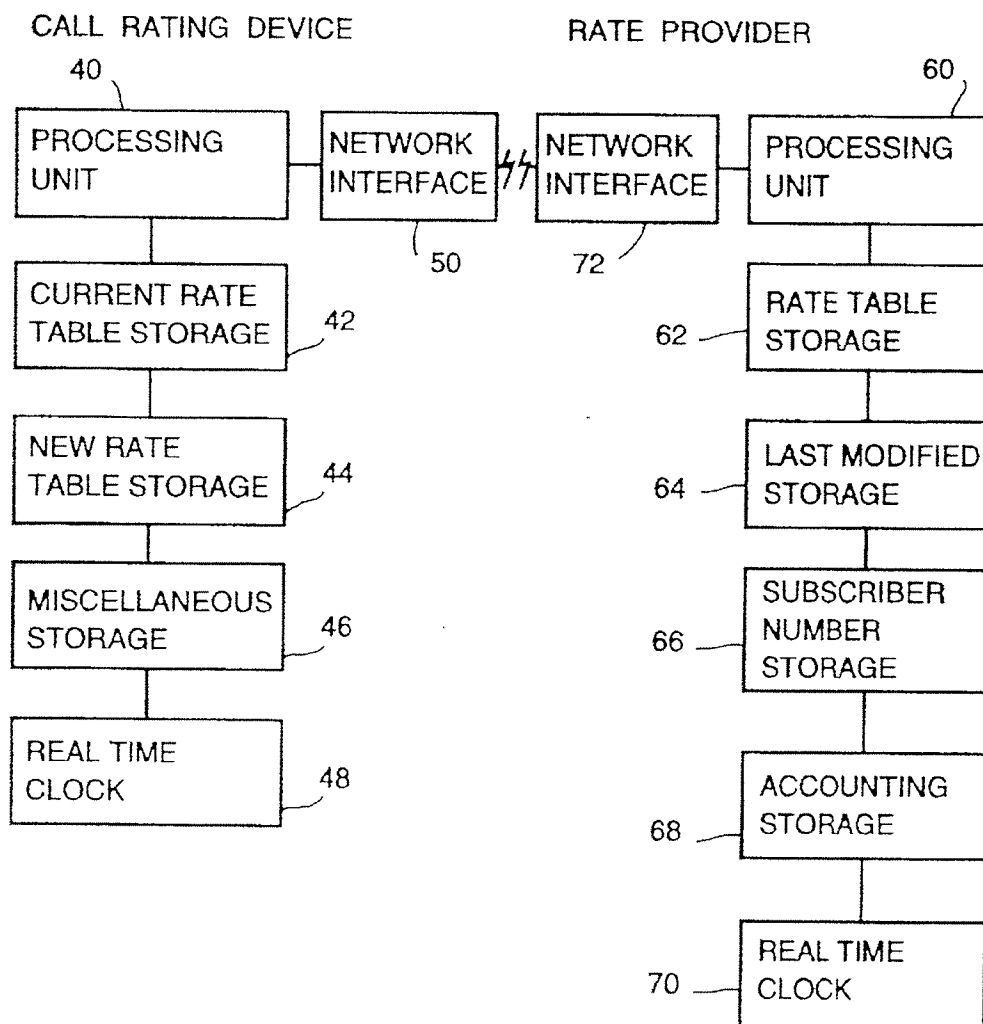 CALL RATING DEVICE
RATE PROVIDER
40
60
PROCESSING
UNIT
NETWORK
INTERFACE
NETWORK
INTERFACE
PROCESSING
UNIT
50
72
CURRENT RATE
TABLE STORAGE
42
62
RATE TABLE
STORAGE
NEW RATE
TABLE STORAGE
44
64
LAST MODIFIED
STORAGE
MISCELLANEOUS
STORAGE
46
66
SUBSCRIBER
NUMBER
STORAGE
REAL TIME
CLOCK
48
68
ACCOUNTING
STORAGE
70
REAL TIME
CLOCK